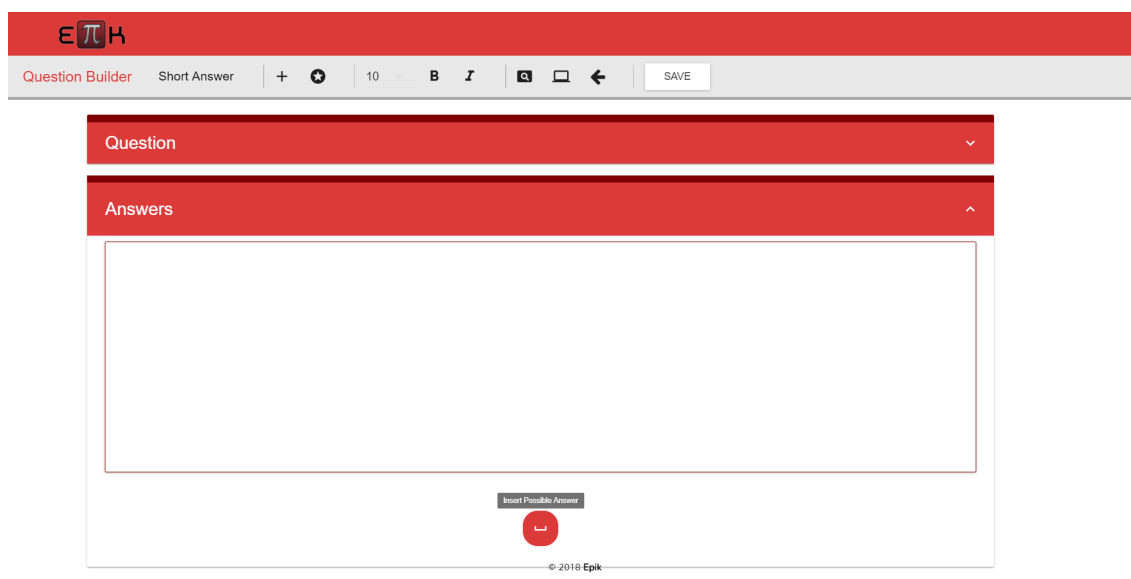 EπK
Question Builder Short Answer 10 B I SAVE
Question
Answers
Insert Possible Answer
© 2018 Epik